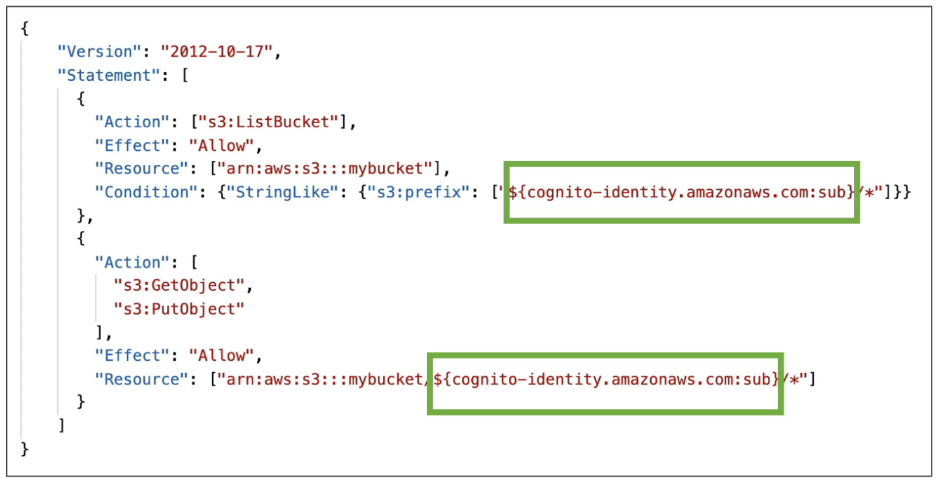 {
"Version": "2012-10-17",
"Statement": [
{
"Action": ["s3:ListBucket"],
"Effect": "Allow",
"Resource": ["arn:aws:s3:::mybucket"],
"Condition": {"StringLike": {"s3:prefix": ["${cognito-identity.amazonaws.com:sub}/*"]}}
},
{
"Action": [
"s3:GetObject",
"s3:PutObject"
],
"Effect": "Allow",
"Resource": ["arn:aws:s3:::mybucket/${cognito-identity.amazonaws.com:sub}/*"]
}
]
}